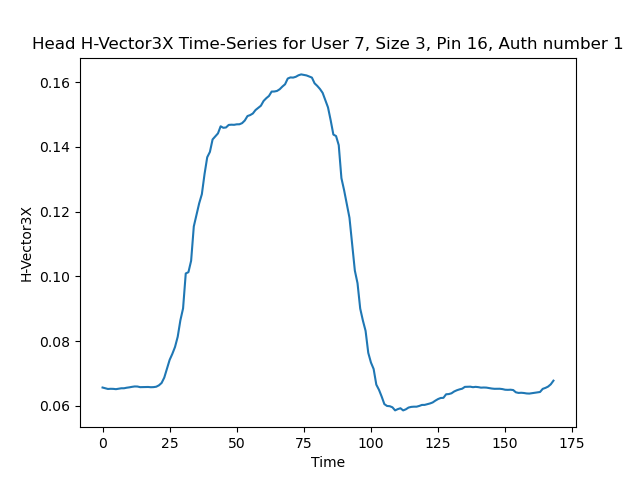 Head H-Vector3X Time-Series for User 7, Size 3, Pin 16, Auth number 1
0.16
0.14
0.12
0.10
0.08
0.06
H-Vector3X
0 25 50 75 100 125 150 175
Time